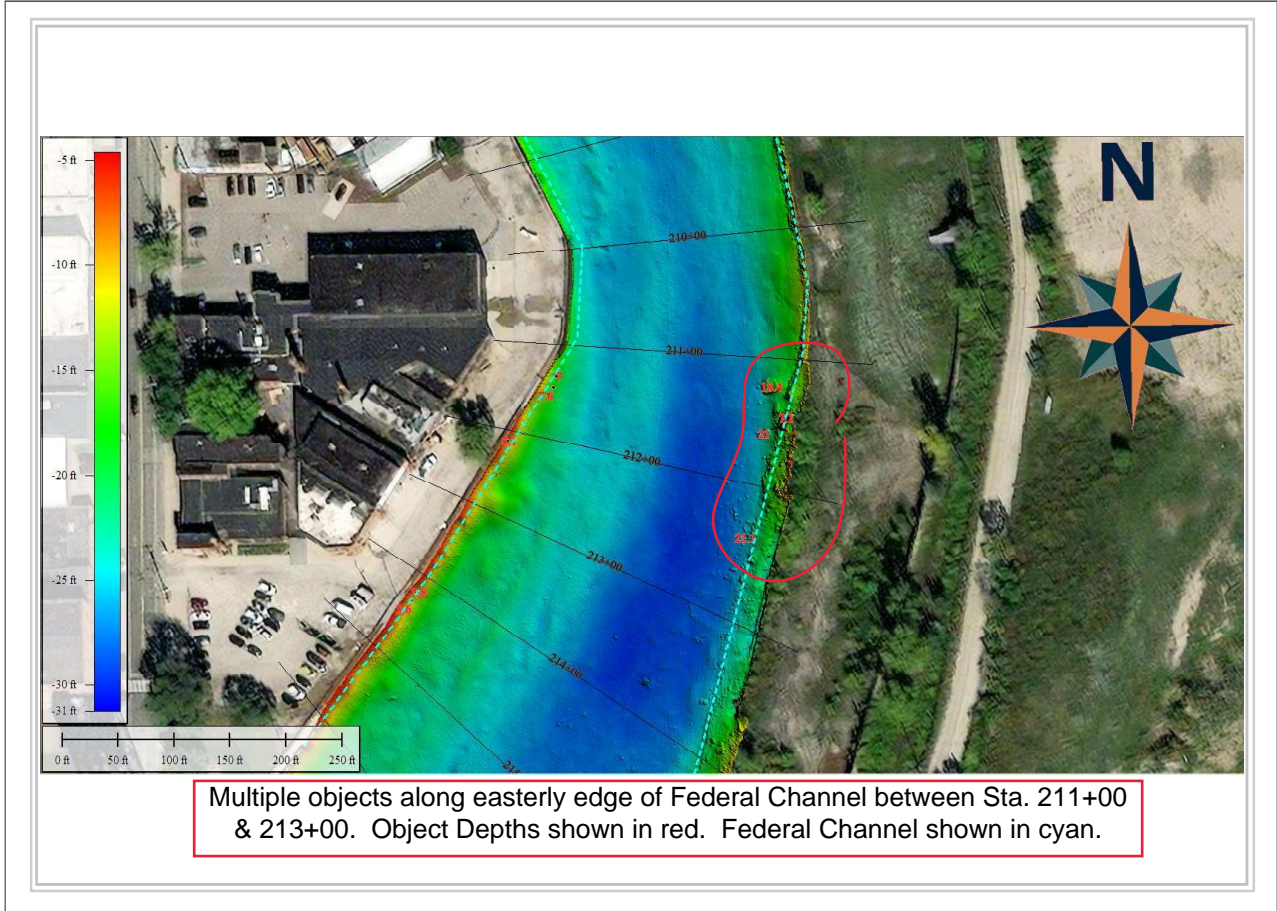 -5 ft
-10 ft
-15 ft
-20 ft
-25 ft
-30 ft
-31 ft
0 ft 50 ft 100 ft 150 ft 200 ft 250 ft
N
210+00
211+00
212+00
213+00
214+00
Multiple objects along easterly edge of Federal Channel between Sta. 211+00
& 213+00. Object Depths shown in red. Federal Channel shown in cyan.